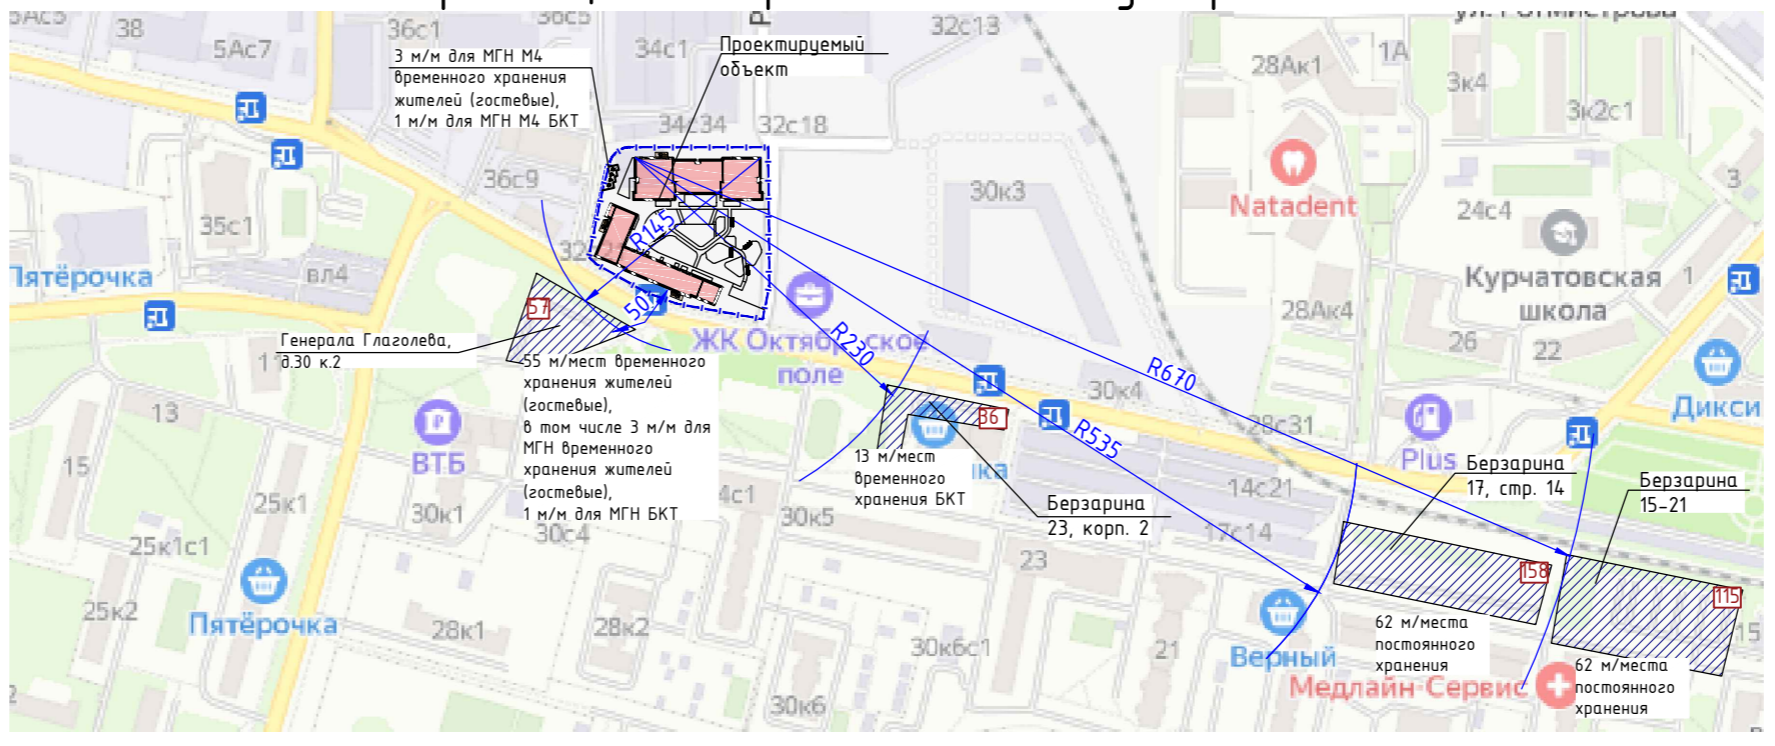 38
5Ас7
36с1
34с1
32с13
ул. Ротмистрова
1А
28Ак1
3к4
3к2с1
3 м/м для МГН М4
временного хранения
жителей (гостевые),
1 м/м для МГН М4 БКТ
Проектируемый
объект
34с34
32с18
36с9
35с1
30к3
Natadent
24с4
3
Курчатовская
школа
1
Пятёрочка
вл4
57
R145
50
ЖК Октябрьское
поле
28Ак4
26
22
Генерала Глаголева,
д.30 к.2
55 м/мест временного
хранения жителей
(гостевые),
в том числе 3 м/м для
МГН временного
хранения жителей
(гостевые),
1 м/м для МГН БКТ
R230
R670
R535
30к4
28с31
Дикси
13
ВТБ
36
Plus
13 м/мест
временного
хранения БКТ
Берзарина
23, корп. 2
Берзарина
17, стр. 14
Берзарина
15-21
15
25к1
30к1
4с1
30к5
14с21
17с14
25к1с1
30с4
23
158
115
25к2
Пятёрочка
28к1
28к2
30к6с1
21
Верный
62 м/места
постоянного
хранения
15
Медлайн-Сервис
62 м/места
постоянного
хранения
30к6